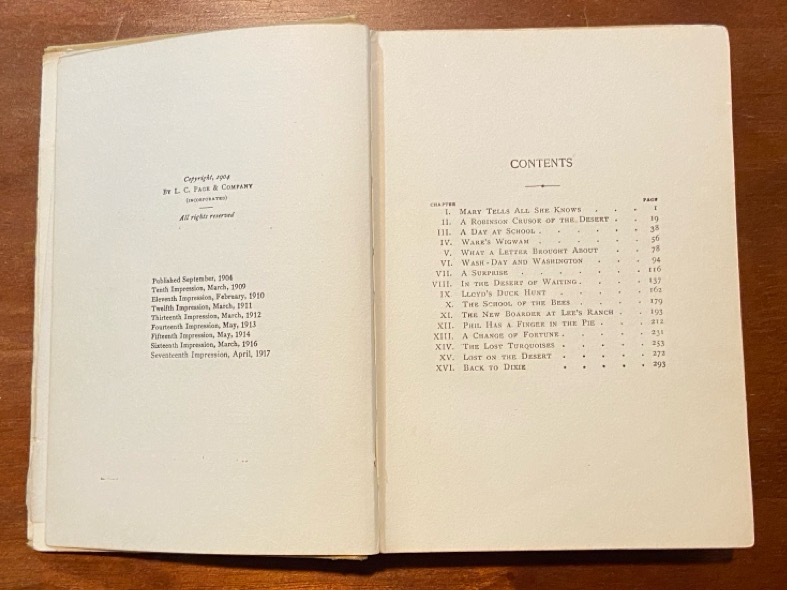 Copyright, 1904
BY L. C. PAGE & COMPANY
(INCORPORATED)
All rights reserved
Published September, 1904
Tenth Impression, March, 1909
Eleventh Impression, February, 1910
Twelfth Impression, March, 1911
Thirteenth Impression, March, 1912
Fourteenth Impression, May, 1913
Fifteenth Impression, May, 1914
Sixteenth Impression, March, 1916
Seventeenth Impression, April, 1917
CONTENTS
CHAPTER PAGE
I. MARY TELLS ALL SHE KNOWS . . . 1
II. A ROBINSON CRUSOE OF THE DESERT . . 19
III. A DAY AT SCHOOL . . . . . 38
IV. WARE'S WIGWAM . . . . . 56
V. WHAT A LETTER BROUGHT ABOUT . . 78
VI. WASH-DAY AND WASHINGTON . . . 94
VII. A SURPRISE . . . . . . 116
VIII. IN THE DESERT OF WAITING . . . 137
IX. LLOYD'S DUCK HUNT . . . . 162
X. THE SCHOOL OF THE BEES . . . . 179
XI. THE NEW BOARDER AT LEE'S RANCH . 193
XII. PHIL HAS A FINGER IN THE PIE . . 212
XIII. A CHANGE OF FORTUNE . . . . 231
XIV. THE LOST TURQUOISES . . . . . 253
XV. LOST ON THE DESERT . . . . . 272
XVI. BACK TO DIXIE . . . . . 293